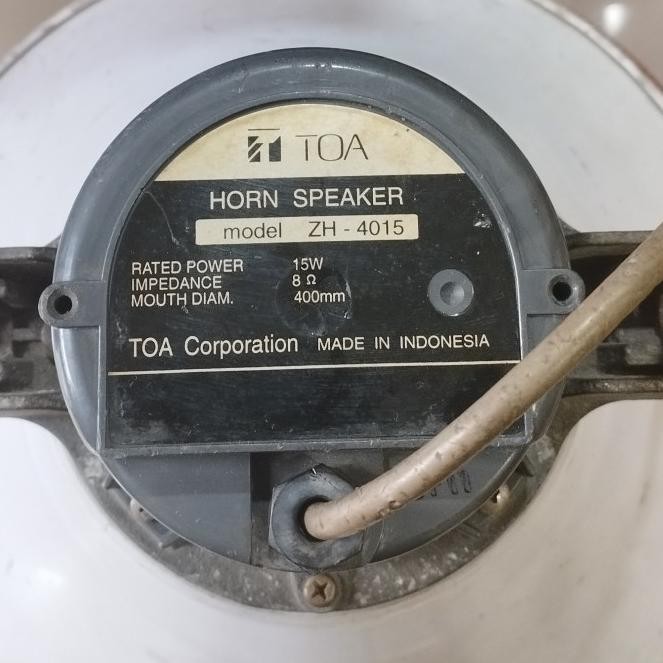 TOA
HORN SPEAKER
model ZH - 4015
RATED POWER 15W
IMPEDANCE 8 Ω
MOUTH DIAM. 400mm
TOA Corporation MADE IN INDONESIA